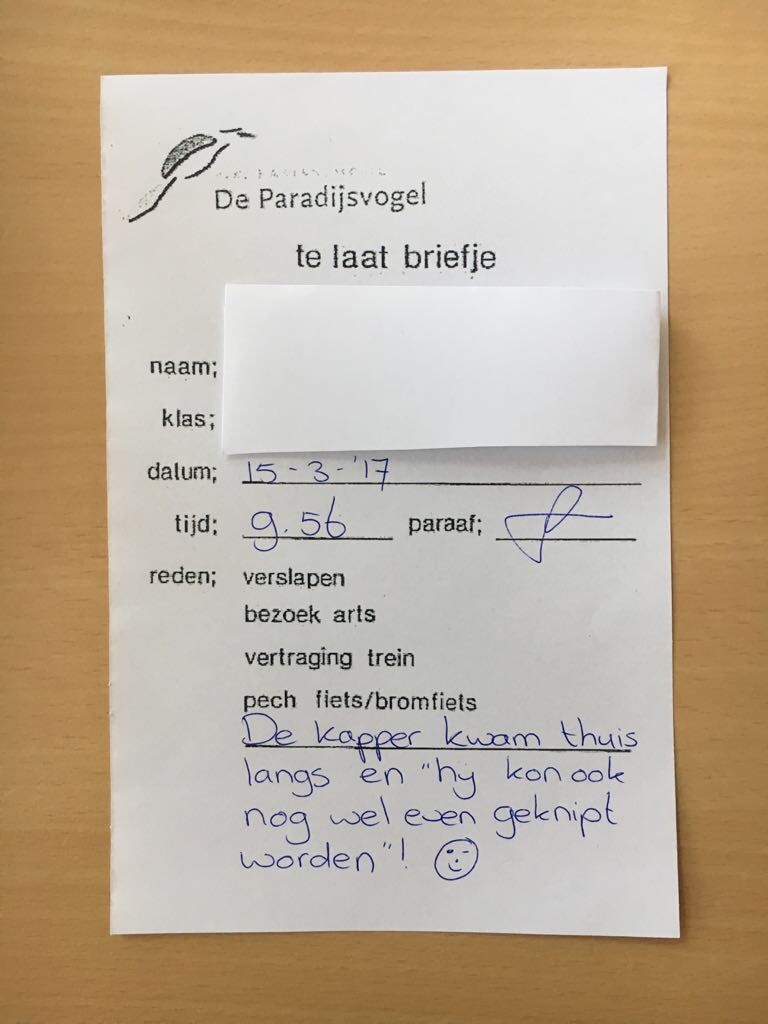 De Paradijsvogel
te laat briefje
naam;
klas;
datum; 15-3-'17
tijd; 9.56 paraaf;
reden; verslapen
bezoek arts
vertraging trein
pech fiets/bromfiets
De kapper kwam thuis
langs en "hij kon ook
nog wel even geknipt
worden"!